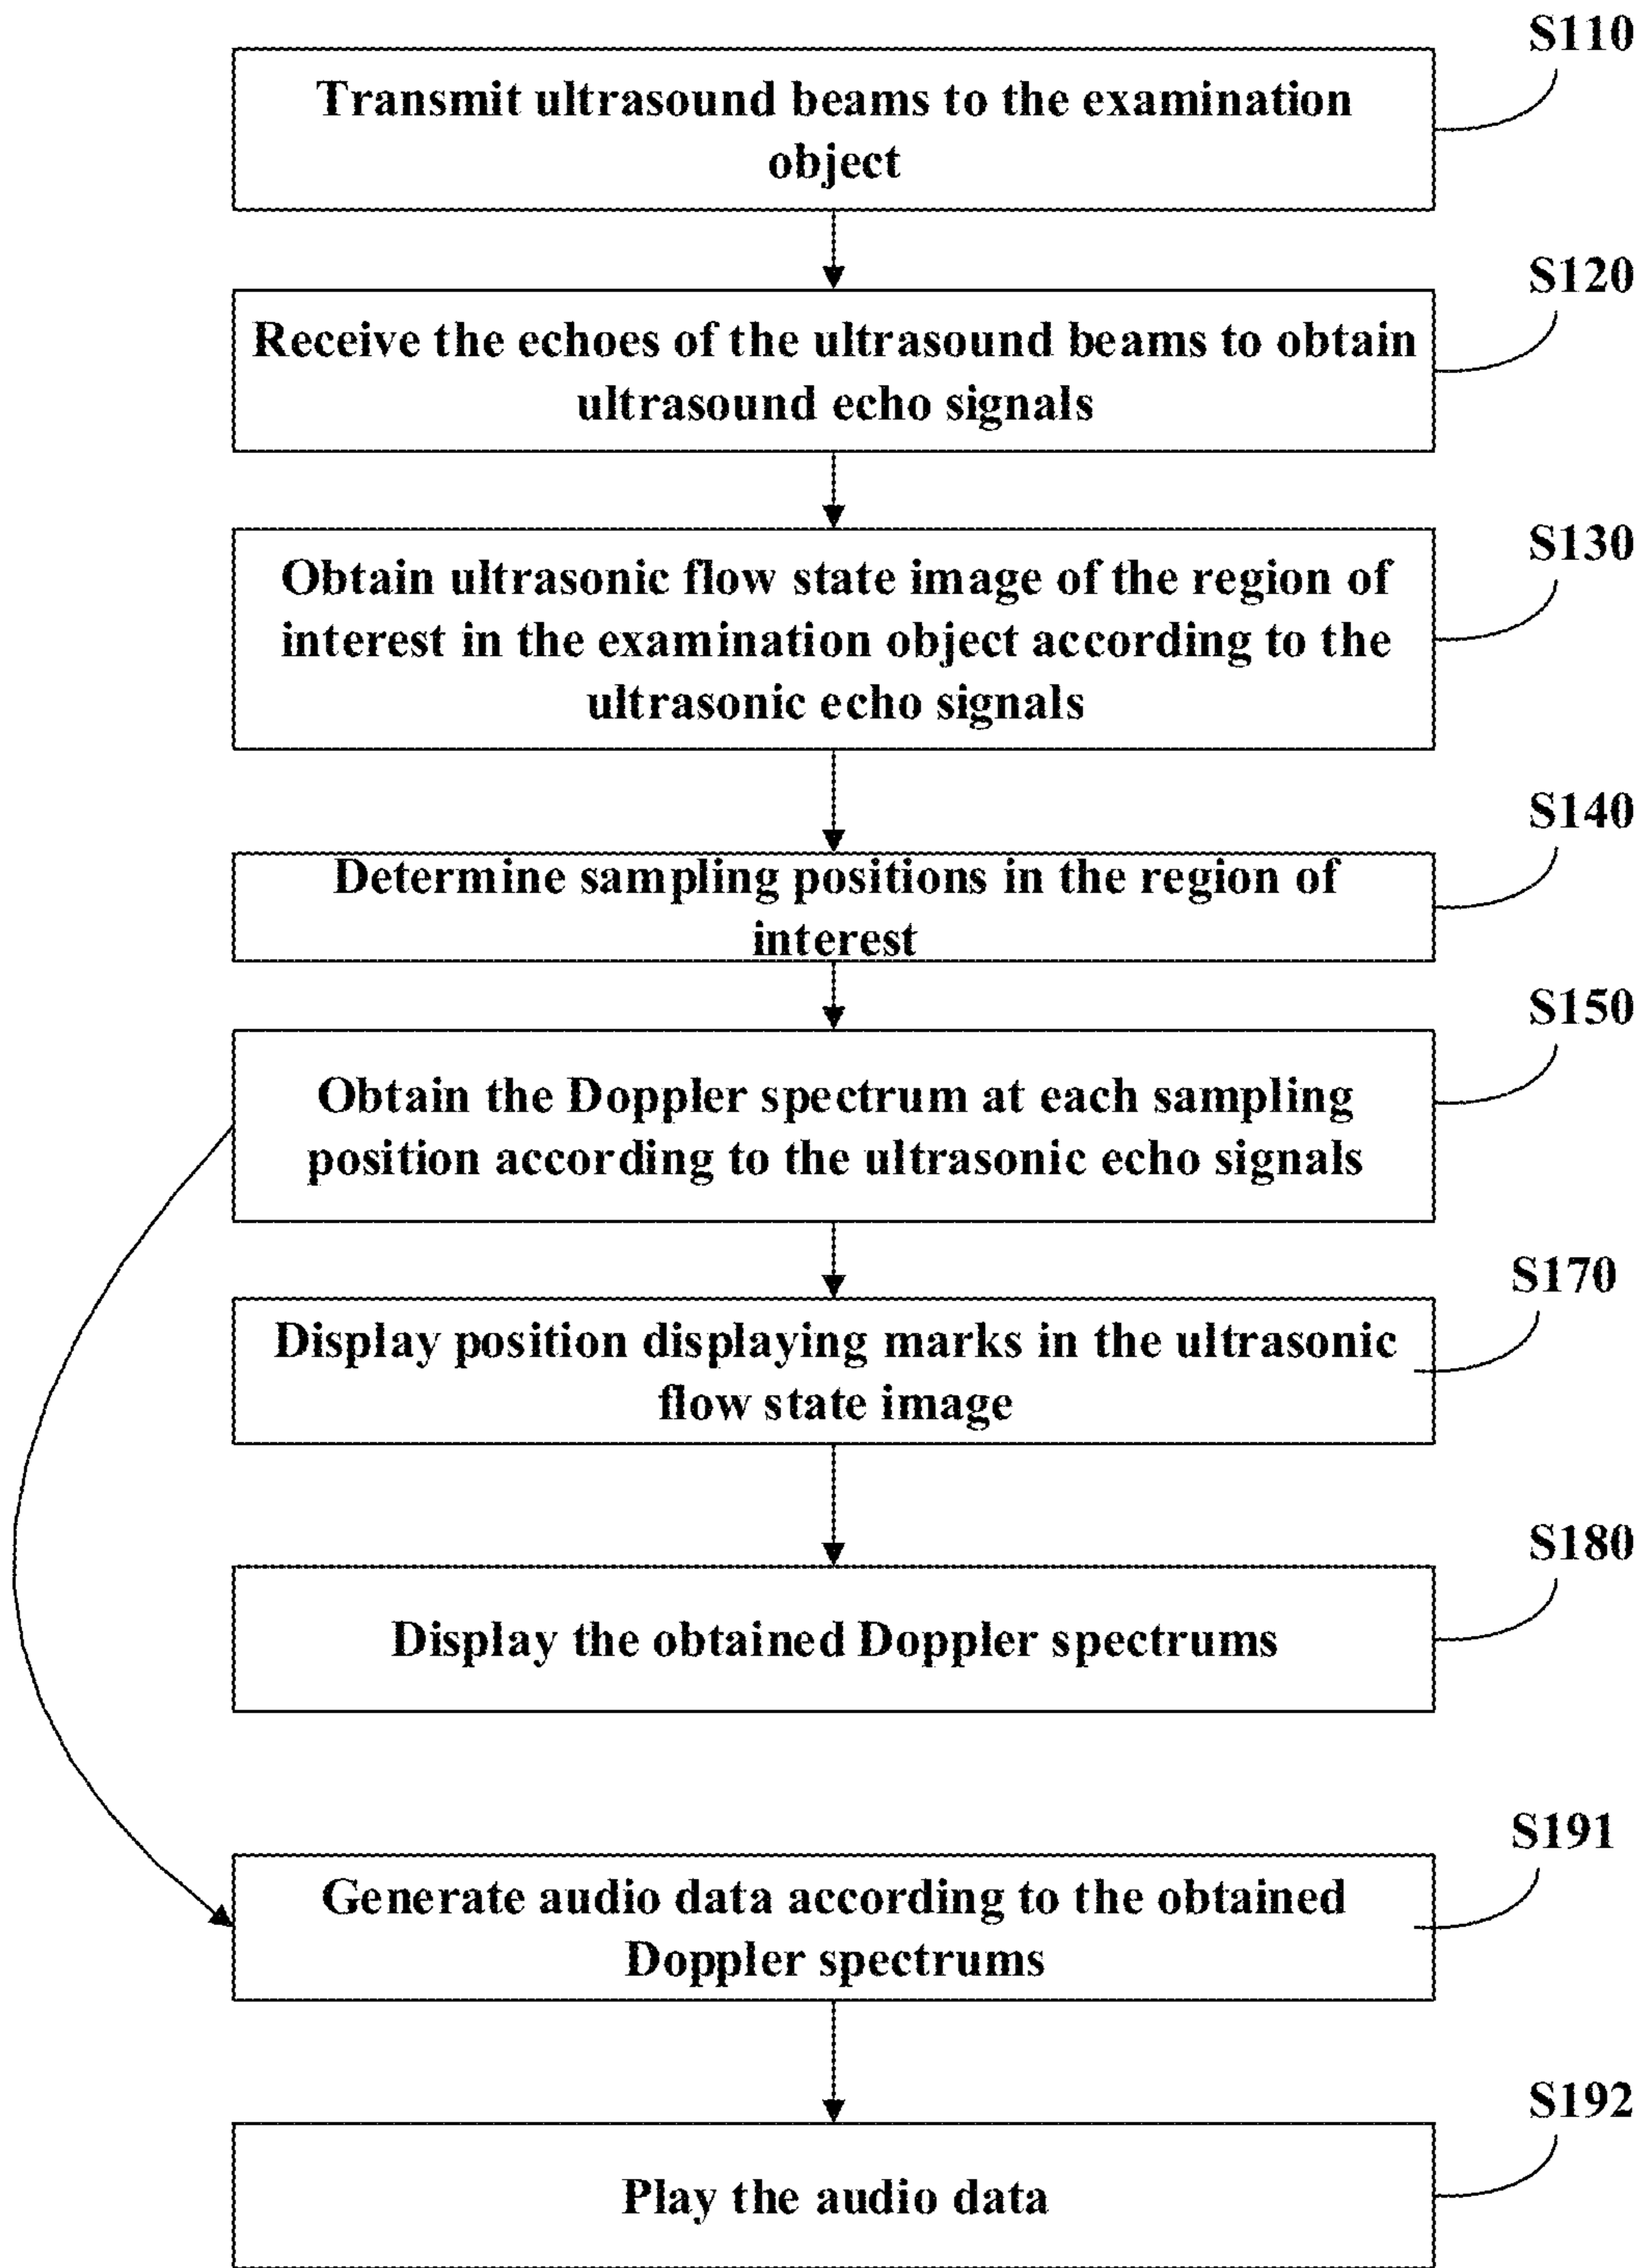 S110
Transmit ultrasound beams to the examination
object
S120
Receive the echoes of the ultrasound beams to obtain
ultrasound echo signals
S130
Obtain ultrasonic flow state image of the region of
interest in the examination object according to the
ultrasonic echo signals
S140
Determine sampling positions in the region of
interest
S150
Obtain the Doppler spectrum at each sampling
position according to the ultrasonic echo signals
S170
Display position displaying marks in the ultrasonic
flow state image
S180
Display the obtained Doppler spectrums
S191
Generate audio data according to the obtained
Doppler spectrums
S192
Play the audio data